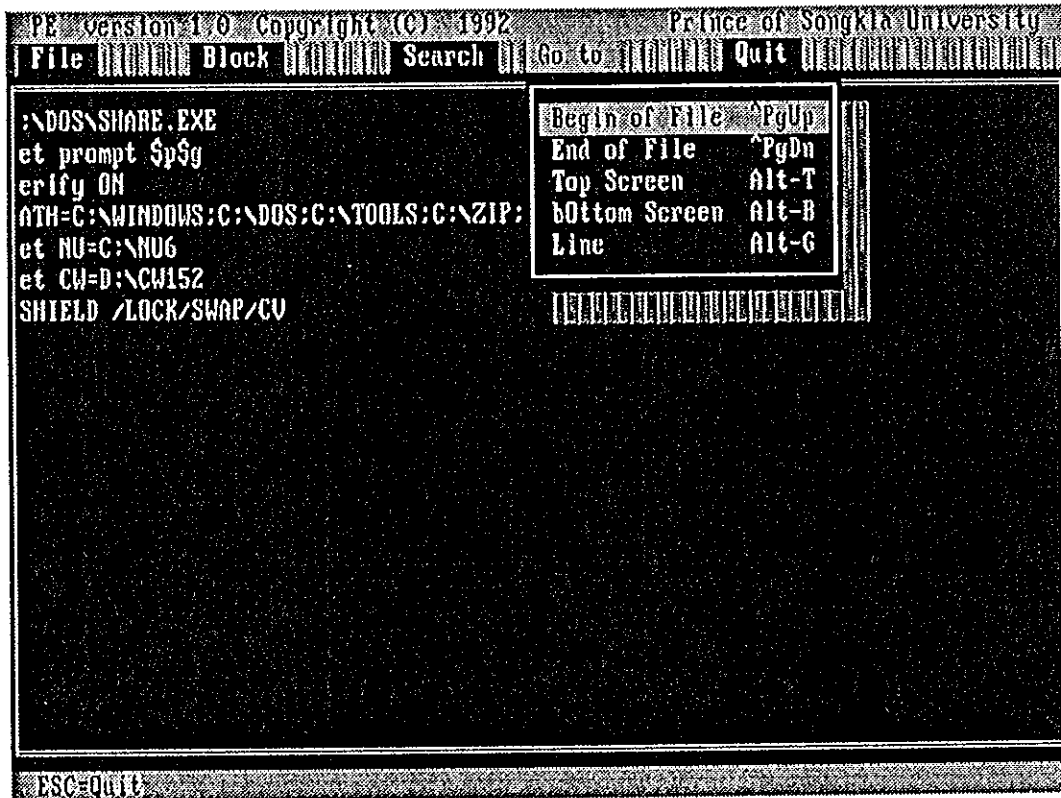 PE version 1.0 Copyright (C) 1992 Prince of Songkla University
File Block Search Go to Quit
:\DOS\SHARE.EXE
et prompt $p$g
erify ON
ATH=C:\WINDOWS;C:\DOS;C:\TOOLS;C:\ZIP;
et NU=C:\NU6
et CW=D:\CW152
SHIELD /LOCK/SWAP/CV
Begin of File ^PgUp
End of File ^PgDn
Top Screen Alt-T
bOttom Screen Alt-B
Line Alt-G
ESC=Quit